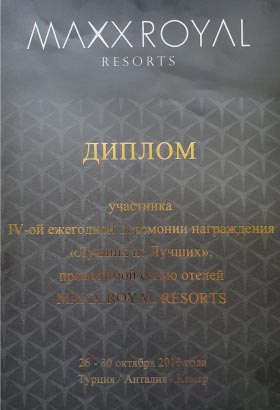 MAXX ROYAL
RESORTS
ДИПЛОМ
участника
IV-ой ежегодной церемонии награждения
«Лучших из Лучших»,
проводимой сетью отелей
MAXX ROYAL RESORTS
26 - 30 октября 2016 года
Турция / Анталия / Кемер